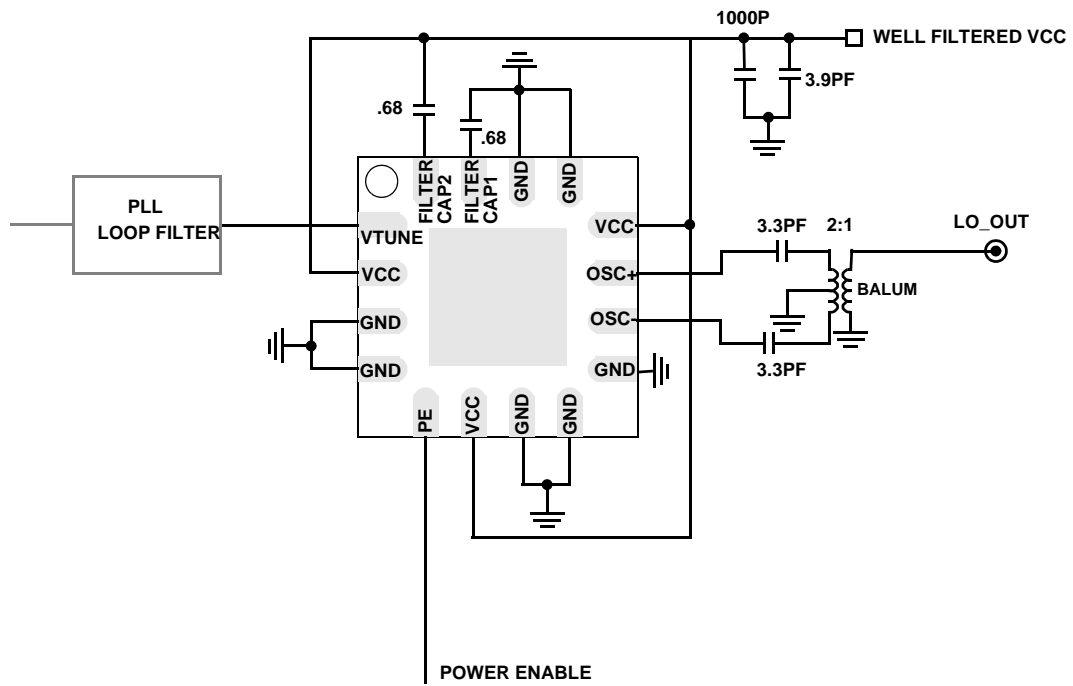 1000P
WELL FILTERED VCC
3.9PF
.68
.68
FILTER
CAP2
FILTER
CAP1
GND
GND
PLL
LOOP FILTER
VTUNE
VCC
GND
GND
VCC
OSC+
OSC-
GND
3.3PF
2:1
LO_OUT
BALUM
3.3PF
PE
VCC
GND
GND
POWER ENABLE